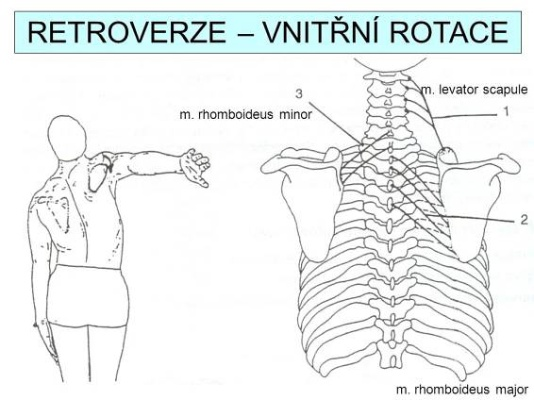 RETROVERZE – VNITŘNÍ ROTACE
m. levator scapule
3
1
m. rhomboideus minor
2
m. rhomboideus major